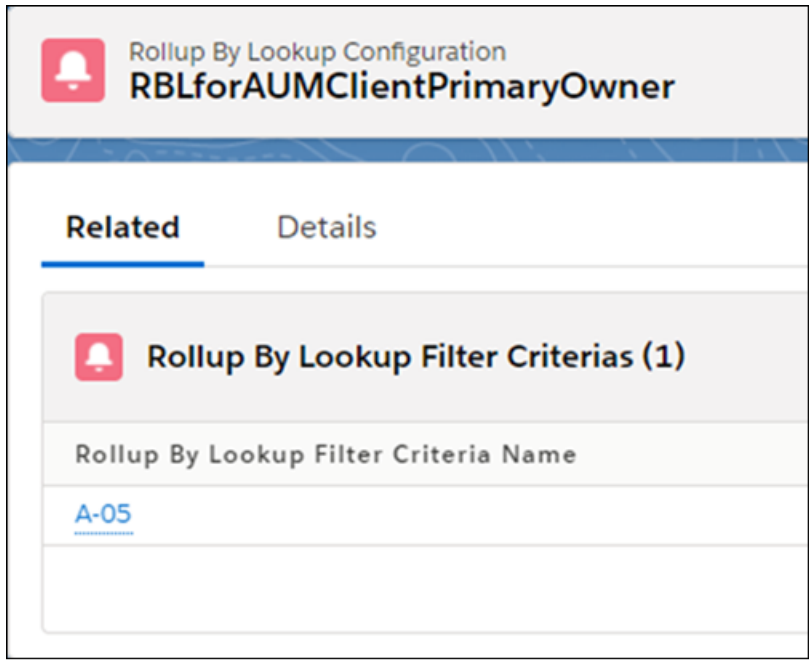 Rollup By Lookup Configuration
RBLforAUMClientPrimaryOwner
Related Details
Rollup By Lookup Filter Criterias (1)
Rollup By Lookup Filter Criteria Name
A-05